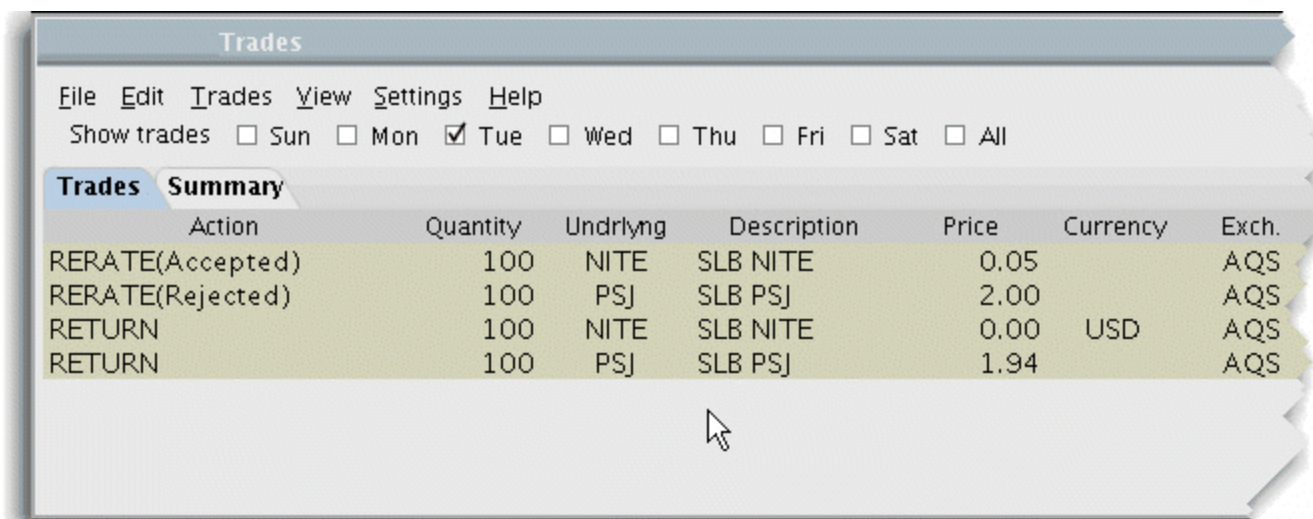 Trades
File Edit Trades View Settings Help
Show trades Sun Mon Tue Wed Thu Fri Sat All
Trades Summary
Action Quantity Undrlyng Description Price Currency Exch.
RERATE(Accepted) 100 NITE SLB NITE 0.05 AQS
RERATE(Rejected) 100 PSJ SLB PSJ 2.00 AQS
RETURN 100 NITE SLB NITE 0.00 USD AQS
RETURN 100 PSJ SLB PSJ 1.94 AQS